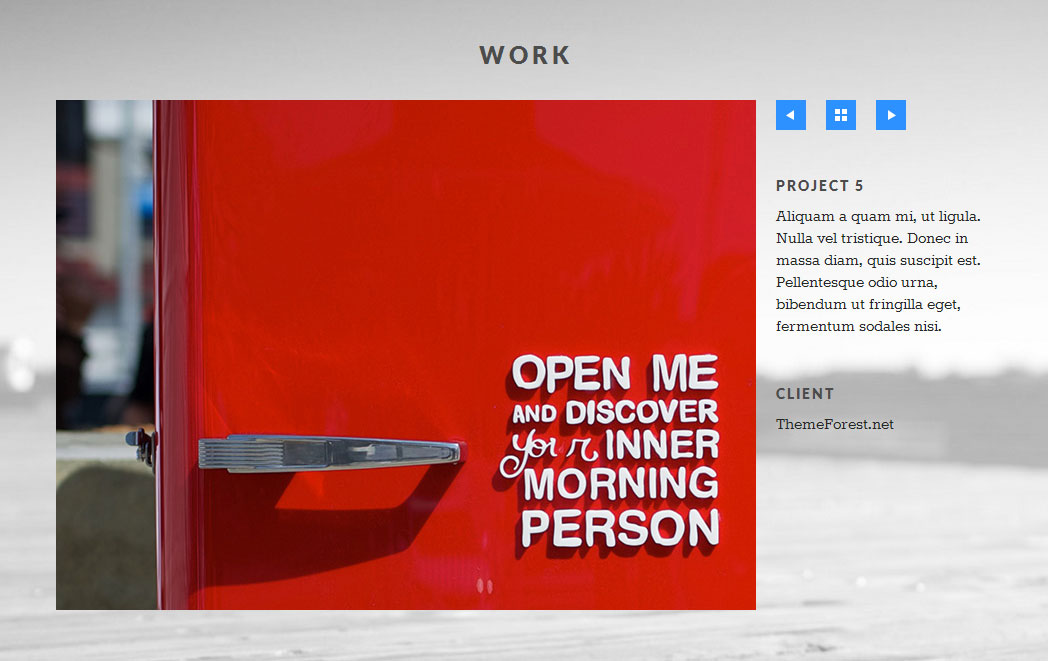 WORK
OPEN ME
AND DISCOVER
your INNER
MORNING
PERSON
PROJECT 5
Aliquam a quam mi, ut ligula.
Nulla vel tristique. Donec in
massa diam, quis suscipit est.
Pellentesque odio urna,
bibendum ut fringilla eget,
fermentum sodales nisi.
CLIENT
ThemeForest.net